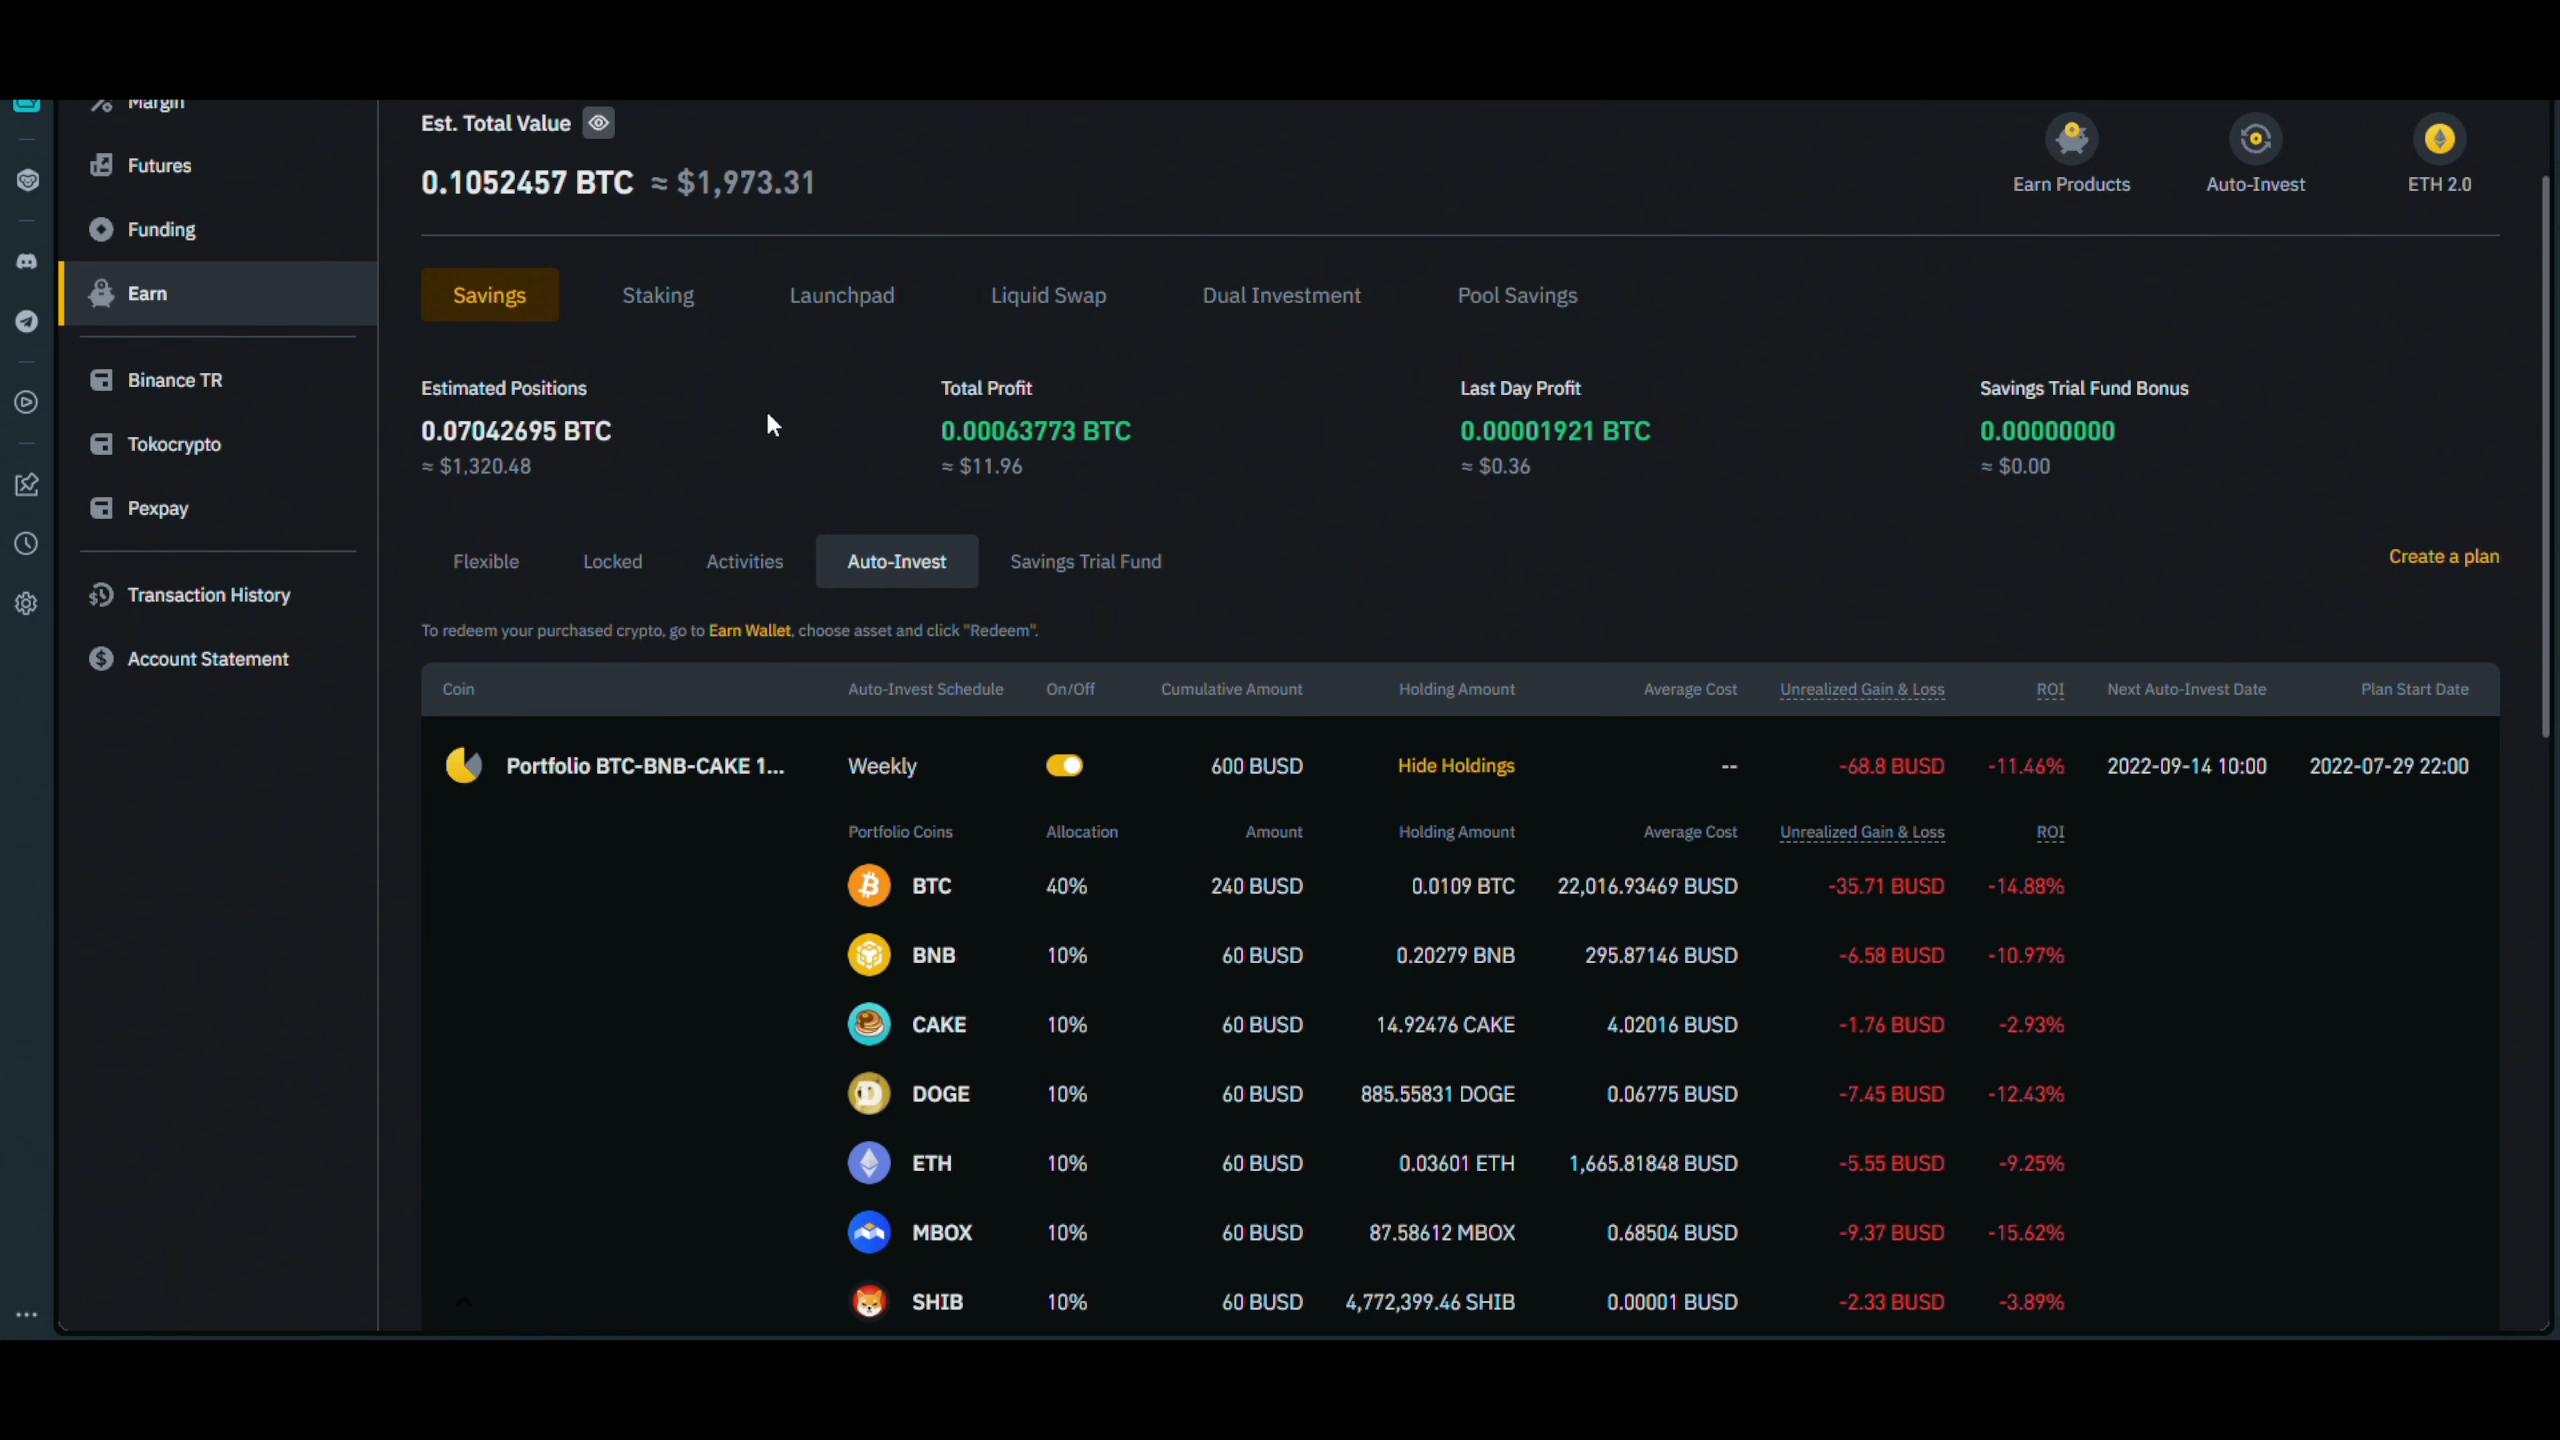 Margin
Futures
Funding
Earn
Binance TR
Tokocrypto
Pexpay
Transaction History
Account Statement
Est. Total Value
0.1052457 BTC ≈ $1,973.31
Earn Products Auto-Invest ETH 2.0
Savings Staking Launchpad Liquid Swap Dual Investment Pool Savings
Estimated Positions Total Profit Last Day Profit Savings Trial Fund Bonus
0.07042695 BTC 0.00063773 BTC 0.00001921 BTC 0.00000000
≈ $1,320.48 ≈ $11.96 ≈ $0.36 ≈ $0.00
Flexible Locked Activities Auto-Invest Savings Trial Fund Create a plan
To redeem your purchased crypto, go to Earn Wallet, choose asset and click "Redeem".
Coin Auto-Invest Schedule On/Off Cumulative Amount Holding Amount Average Cost Unrealized Gain & Loss ROI Next Auto-Invest Date Plan Start Date
Portfolio BTC-BNB-CAKE 1... Weekly 600 BUSD Hide Holdings -- -68.8 BUSD -11.46% 2022-09-14 10:00 2022-07-29 22:00
Portfolio Coins Allocation Amount Holding Amount Average Cost Unrealized Gain & Loss ROI
BTC 40% 240 BUSD 0.0109 BTC 22,016.93469 BUSD -35.71 BUSD -14.88%
BNB 10% 60 BUSD 0.20279 BNB 295.87146 BUSD -6.58 BUSD -10.97%
CAKE 10% 60 BUSD 14.92476 CAKE 4.02016 BUSD -1.76 BUSD -2.93%
DOGE 10% 60 BUSD 885.55831 DOGE 0.06775 BUSD -7.45 BUSD -12.43%
ETH 10% 60 BUSD 0.03601 ETH 1,665.81848 BUSD -5.55 BUSD -9.25%
MBOX 10% 60 BUSD 87.58612 MBOX 0.68504 BUSD -9.37 BUSD -15.62%
SHIB 10% 60 BUSD 4,772,399.46 SHIB 0.00001 BUSD -2.33 BUSD -3.89%